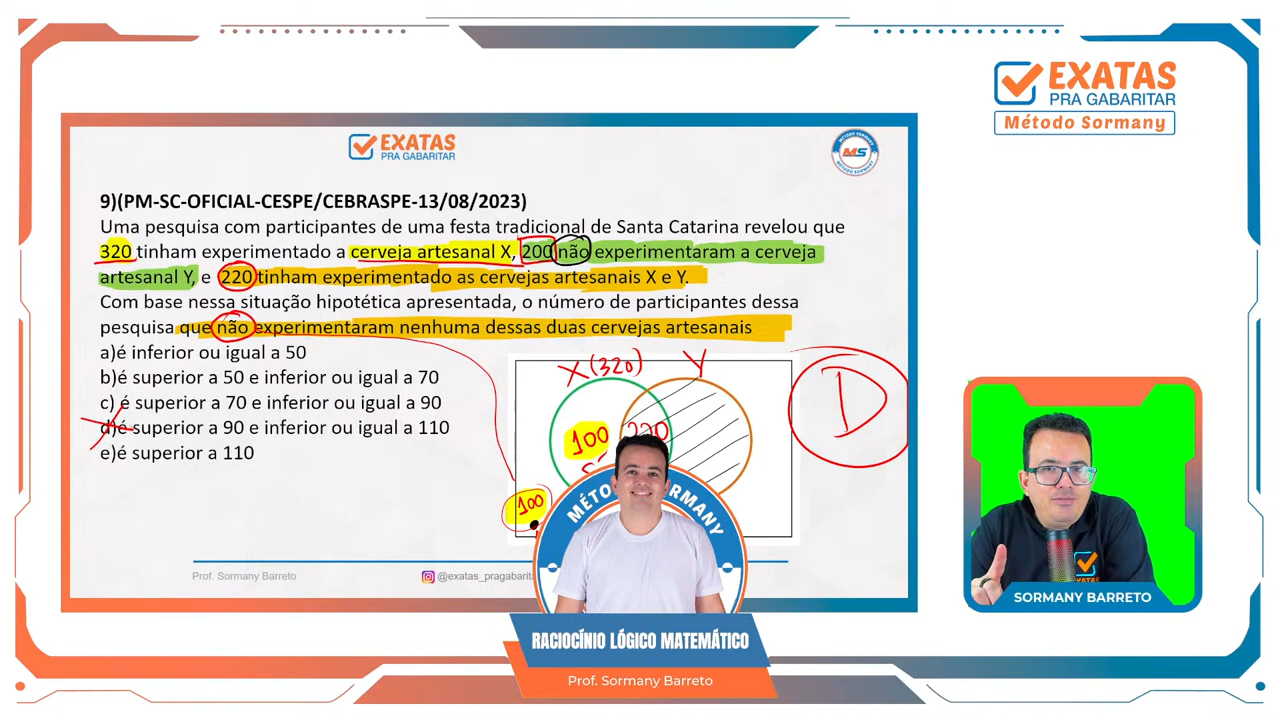 EXATAS
PRA GABARITAR
Método Sormany
EXATAS
PRA GABARITAR
MÉTODO SORMANY
MS
MÉTODO SORMANY
9)(PM-SC-OFICIAL-CESPE/CEBRASPE-13/08/2023)
Uma pesquisa com participantes de uma festa tradicional de Santa Catarina revelou que
320 tinham experimentado a cerveja artesanal X, 200 não experimentaram a cerveja
artesanal Y, e 220 tinham experimentado as cervejas artesanais X e Y.
Com base nessa situação hipotética apresentada, o número de participantes dessa
pesquisa que não experimentaram nenhuma dessas duas cervejas artesanais
a)é inferior ou igual a 50
b)é superior a 50 e inferior ou igual a 70
c) é superior a 70 e inferior ou igual a 90
d)é superior a 90 e inferior ou igual a 110
e)é superior a 110
X (320) Y
D
100 220
100
Prof. Sormany Barreto
@exatas_pragabarit
EXATAS
SORMANY BARRETO
RACIOCÍNIO LÓGICO MATEMÁTICO
Prof. Sormany Barreto